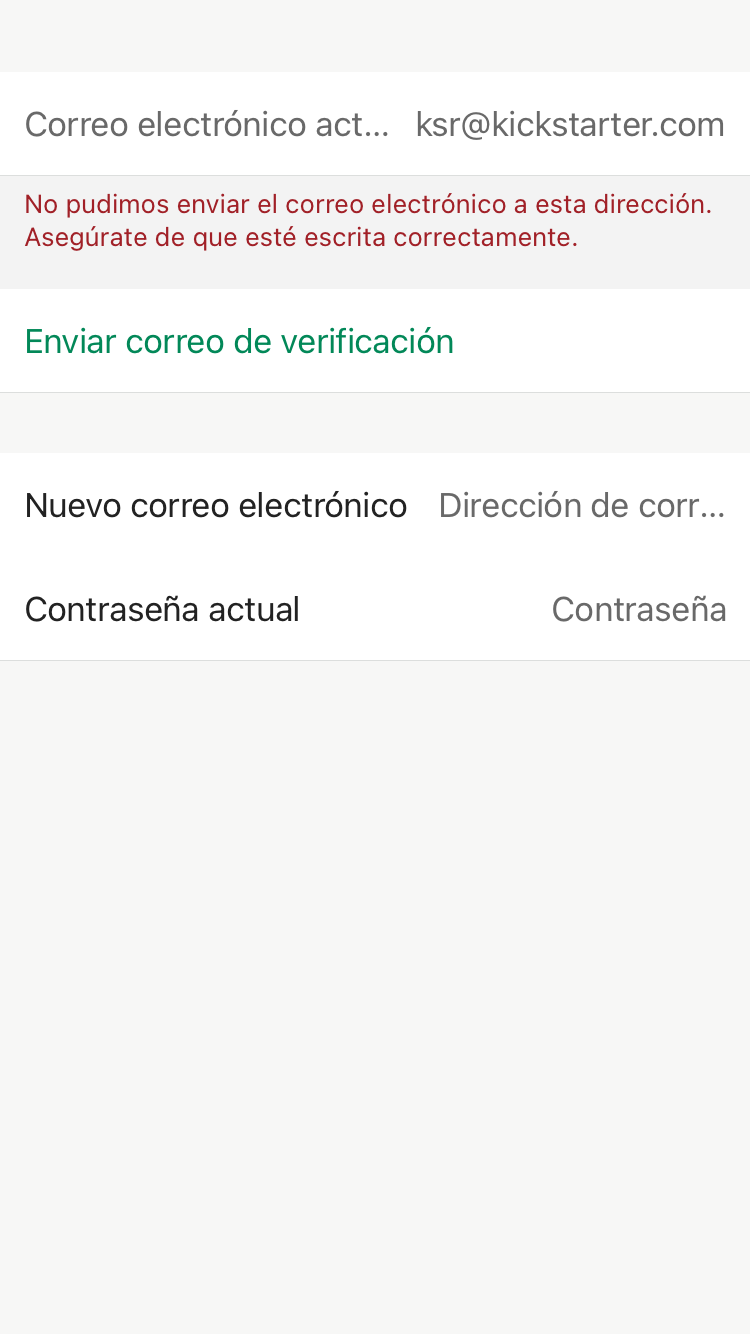 Correo electrónico act... ksr@kickstarter.com
No pudimos enviar el correo electrónico a esta dirección.
Asegúrate de que esté escrita correctamente.
Enviar correo de verificación
Nuevo correo electrónico Dirección de corr...
Contraseña actual Contraseña